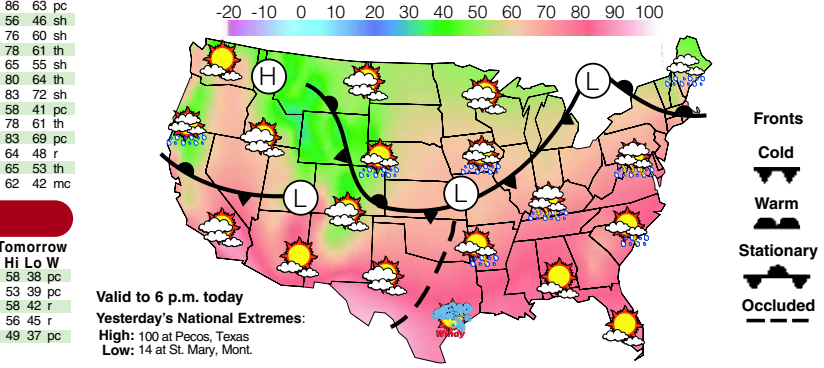 86 63 pc
56 46 sh
76 60 sh
78 61 th
65 55 sh
80 64 th
83 72 sh
58 41 pc
78 61 th
83 69 pc
64 48 r
65 53 th
62 42 mc
Tomorrow
Hi Lo W
58 38 pc
53 39 pc
58 42 r
56 45 r
49 37 pc
-20 -10 0 10 20 30 40 50 60 70 80 90 100
H
L
L
L
Windy
Valid to 6 p.m. today
Yesterday's National Extremes:
High: 100 at Pecos, Texas
Low: 14 at St. Mary, Mont.
Fronts
Cold
Warm
Stationary
Occluded